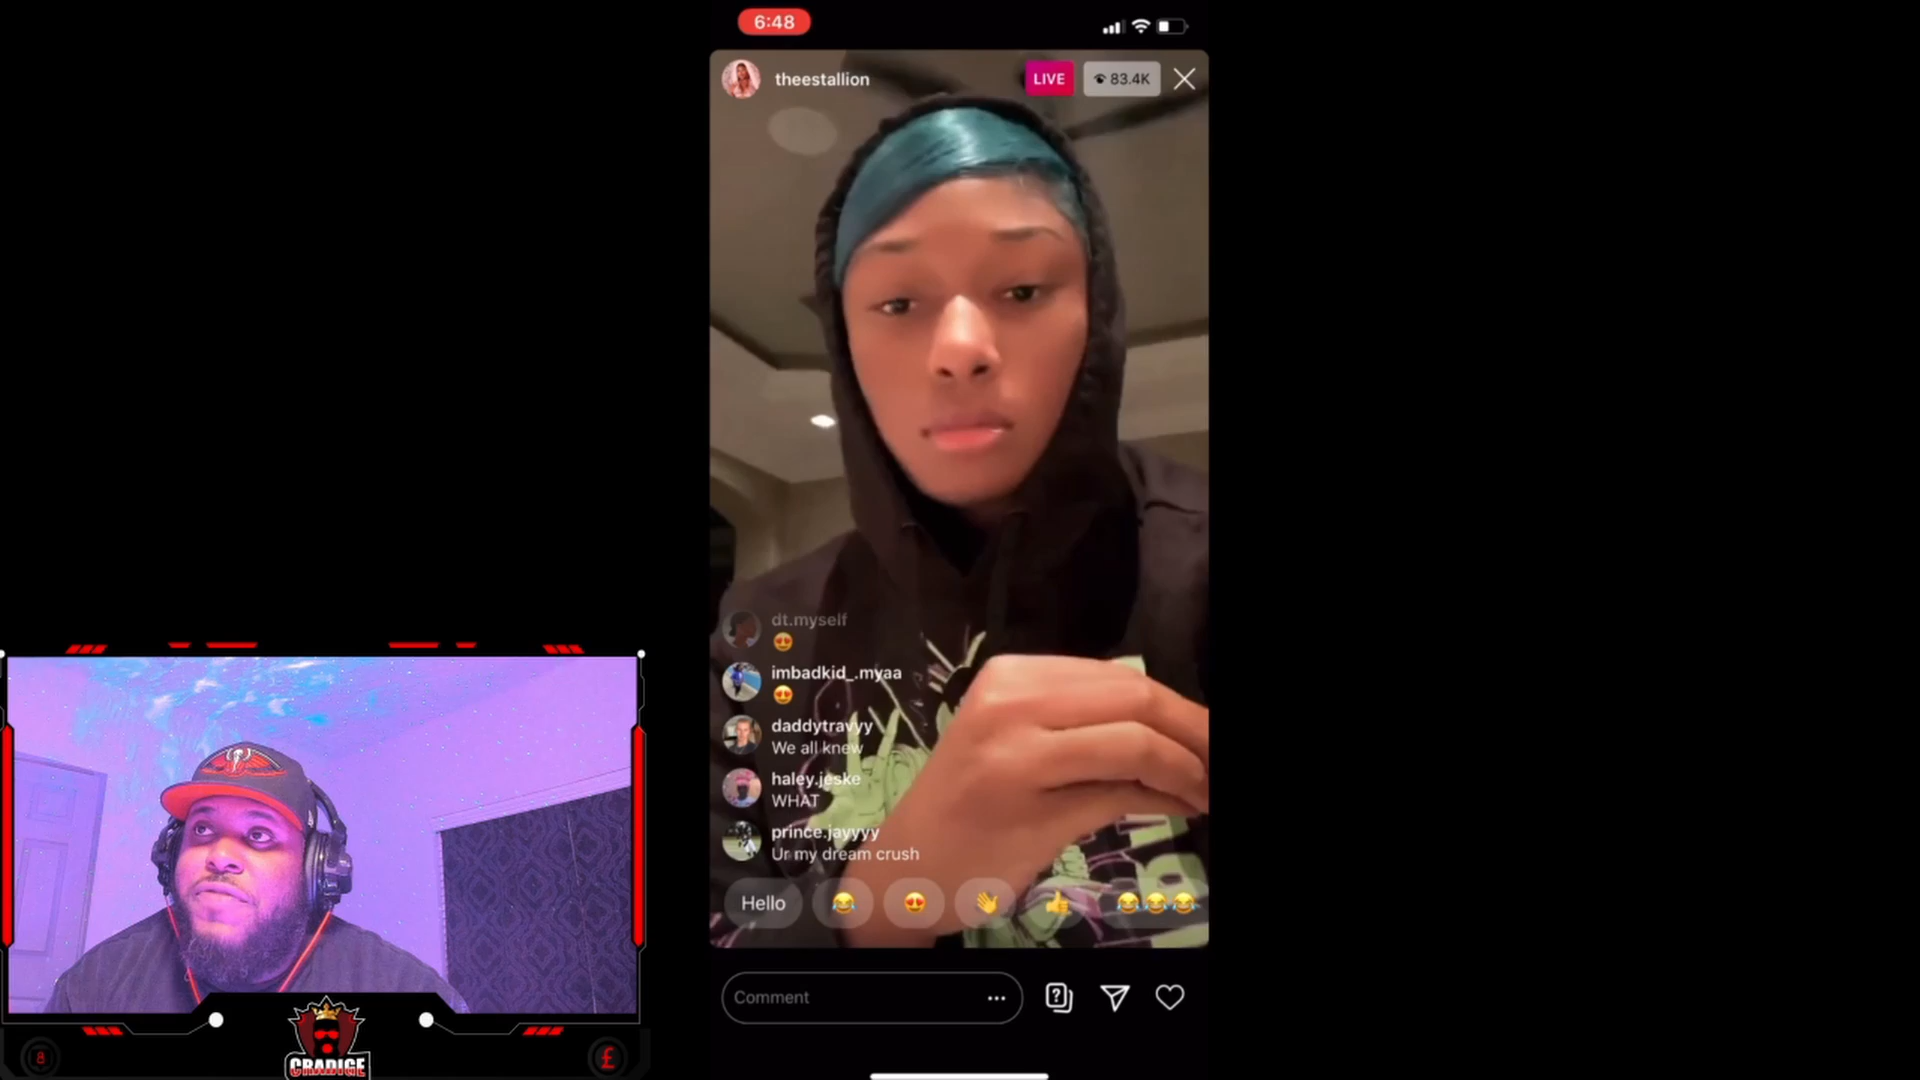 6:48
theestallion
LIVE
83.4K
dt.myself
😍
imbadkid_.myaa
😍
daddytravyy
We all knew
haley.jeske
WHAT
prince.jayyyy
Ur my dream crush
Hello 😂 😍 👋 👍 😂😂😂
Comment
CRADIGE